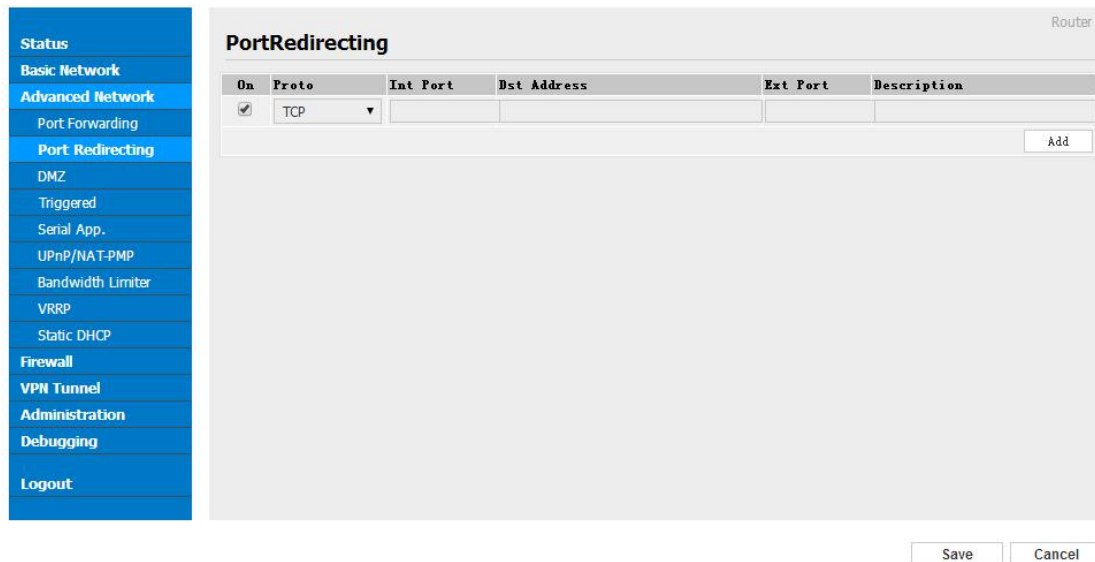 Router
Status
Basic Network
Advanced Network
Port Forwarding
Port Redirecting
DMZ
Triggered
Serial App.
UPnP/NAT-PMP
Bandwidth Limiter
VRRP
Static DHCP
Firewall
VPN Tunnel
Administration
Debugging
Logout
PortRedirecting
On Proto Int Port Dst Address Ext Port Description
TCP
Add
Save Cancel